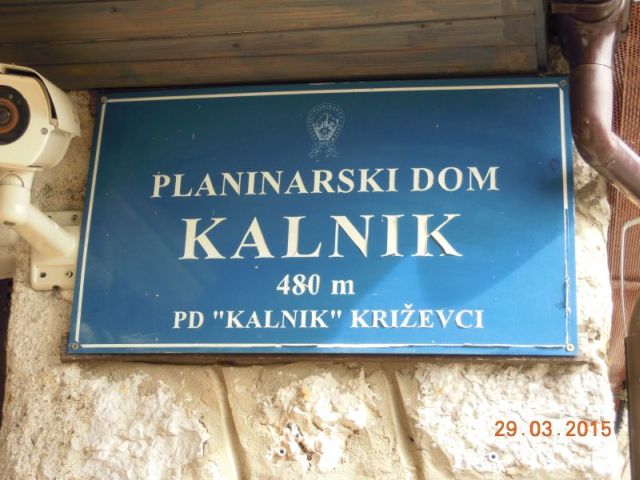 PLANINARSKI DOM
KALNIK
480 m
PD "KALNIK" KRIŽEVCI
29.03.2015